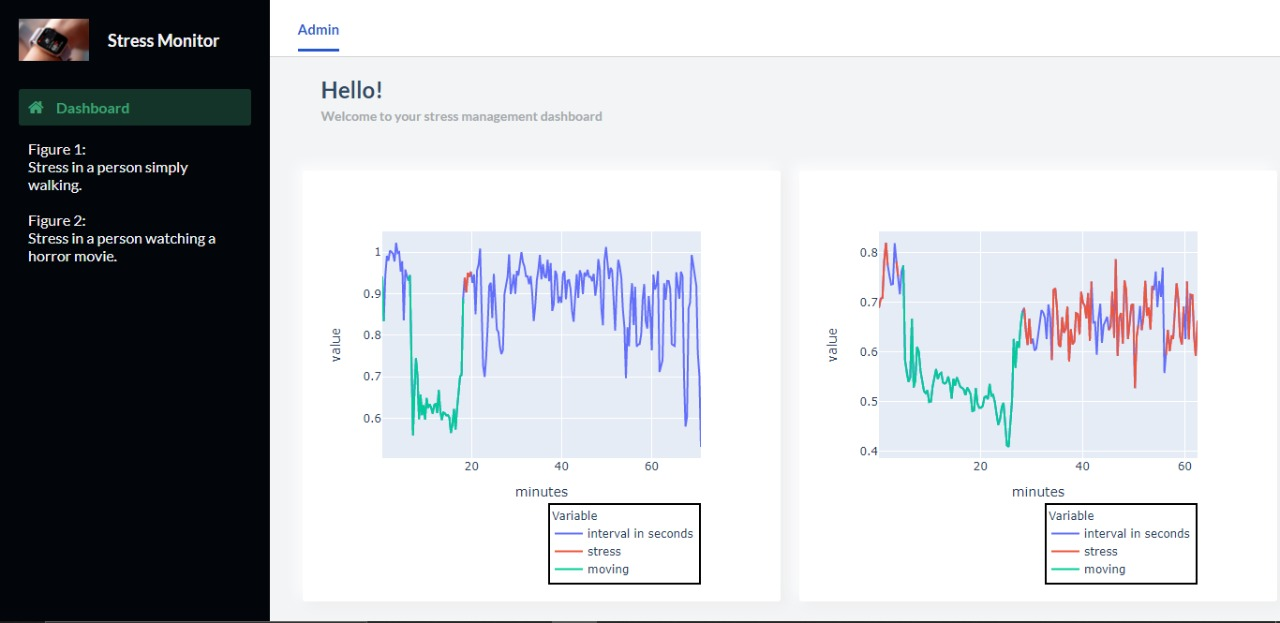 Stress Monitor
Dashboard
Figure 1:
Stress in a person simply
walking.
Figure 2:
Stress in a person watching a
horror movie.
Admin
Hello!
Welcome to your stress management dashboard
1
0.9
0.8
0.7
0.6
value
20 40 60
minutes
Variable
interval in seconds
stress
moving
0.8
0.7
0.6
0.5
0.4
value
20 40 60
minutes
Variable
interval in seconds
stress
moving